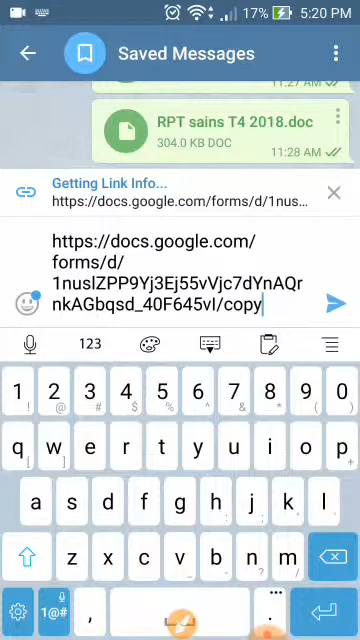 17% 5:20 PM
Saved Messages
11:27 AM
RPT sains T4 2018.doc
304.0 KB DOC
11:28 AM
Getting Link Info...
https://docs.google.com/forms/d/1nus...
https://docs.google.com/
forms/d/
1nuslZPP9Yj3Ej55vVjc7dYnAQr
nkAGbqsd_40F645vI/copy
123
1 2 3 4 5 6 7 8 9 0
! @ # $ % ^ & * ( )
q w e r t y u i o p
[ ] < > { } +
a s d f g h j k l
z x c v b n m
- _ ~ ? /
1@# , .